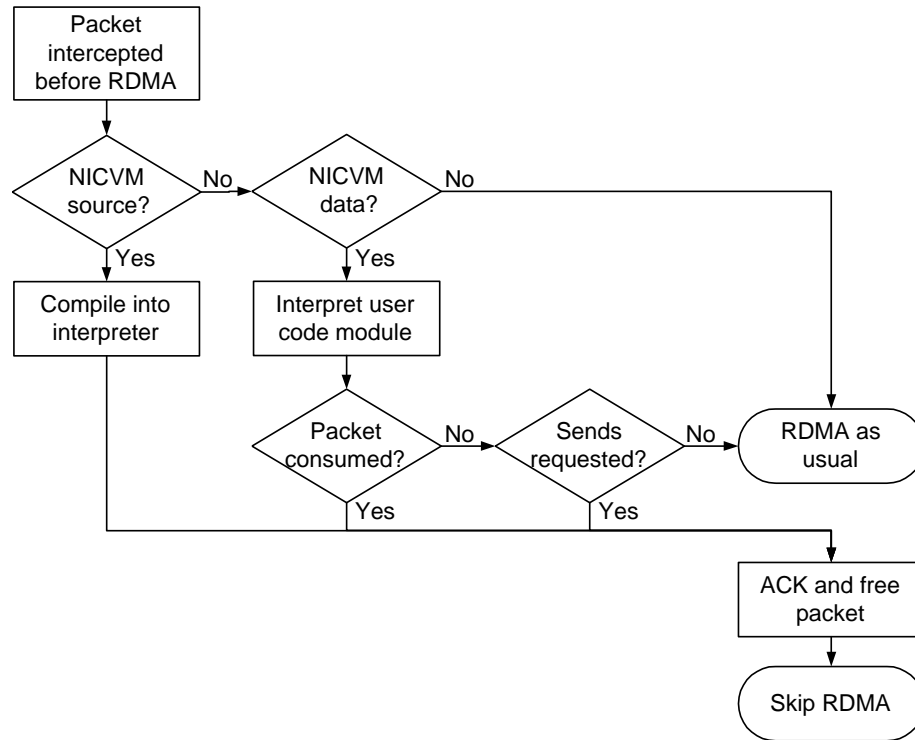 Packet
intercepted
before RDMA
NICVM
source?
No
NICVM
data?
No
Yes
Yes
Compile into
interpreter
Interpret user
code module
Packet
consumed?
No
Sends
requested?
No
RDMA as
usual
Yes
Yes
ACK and free
packet
Skip RDMA